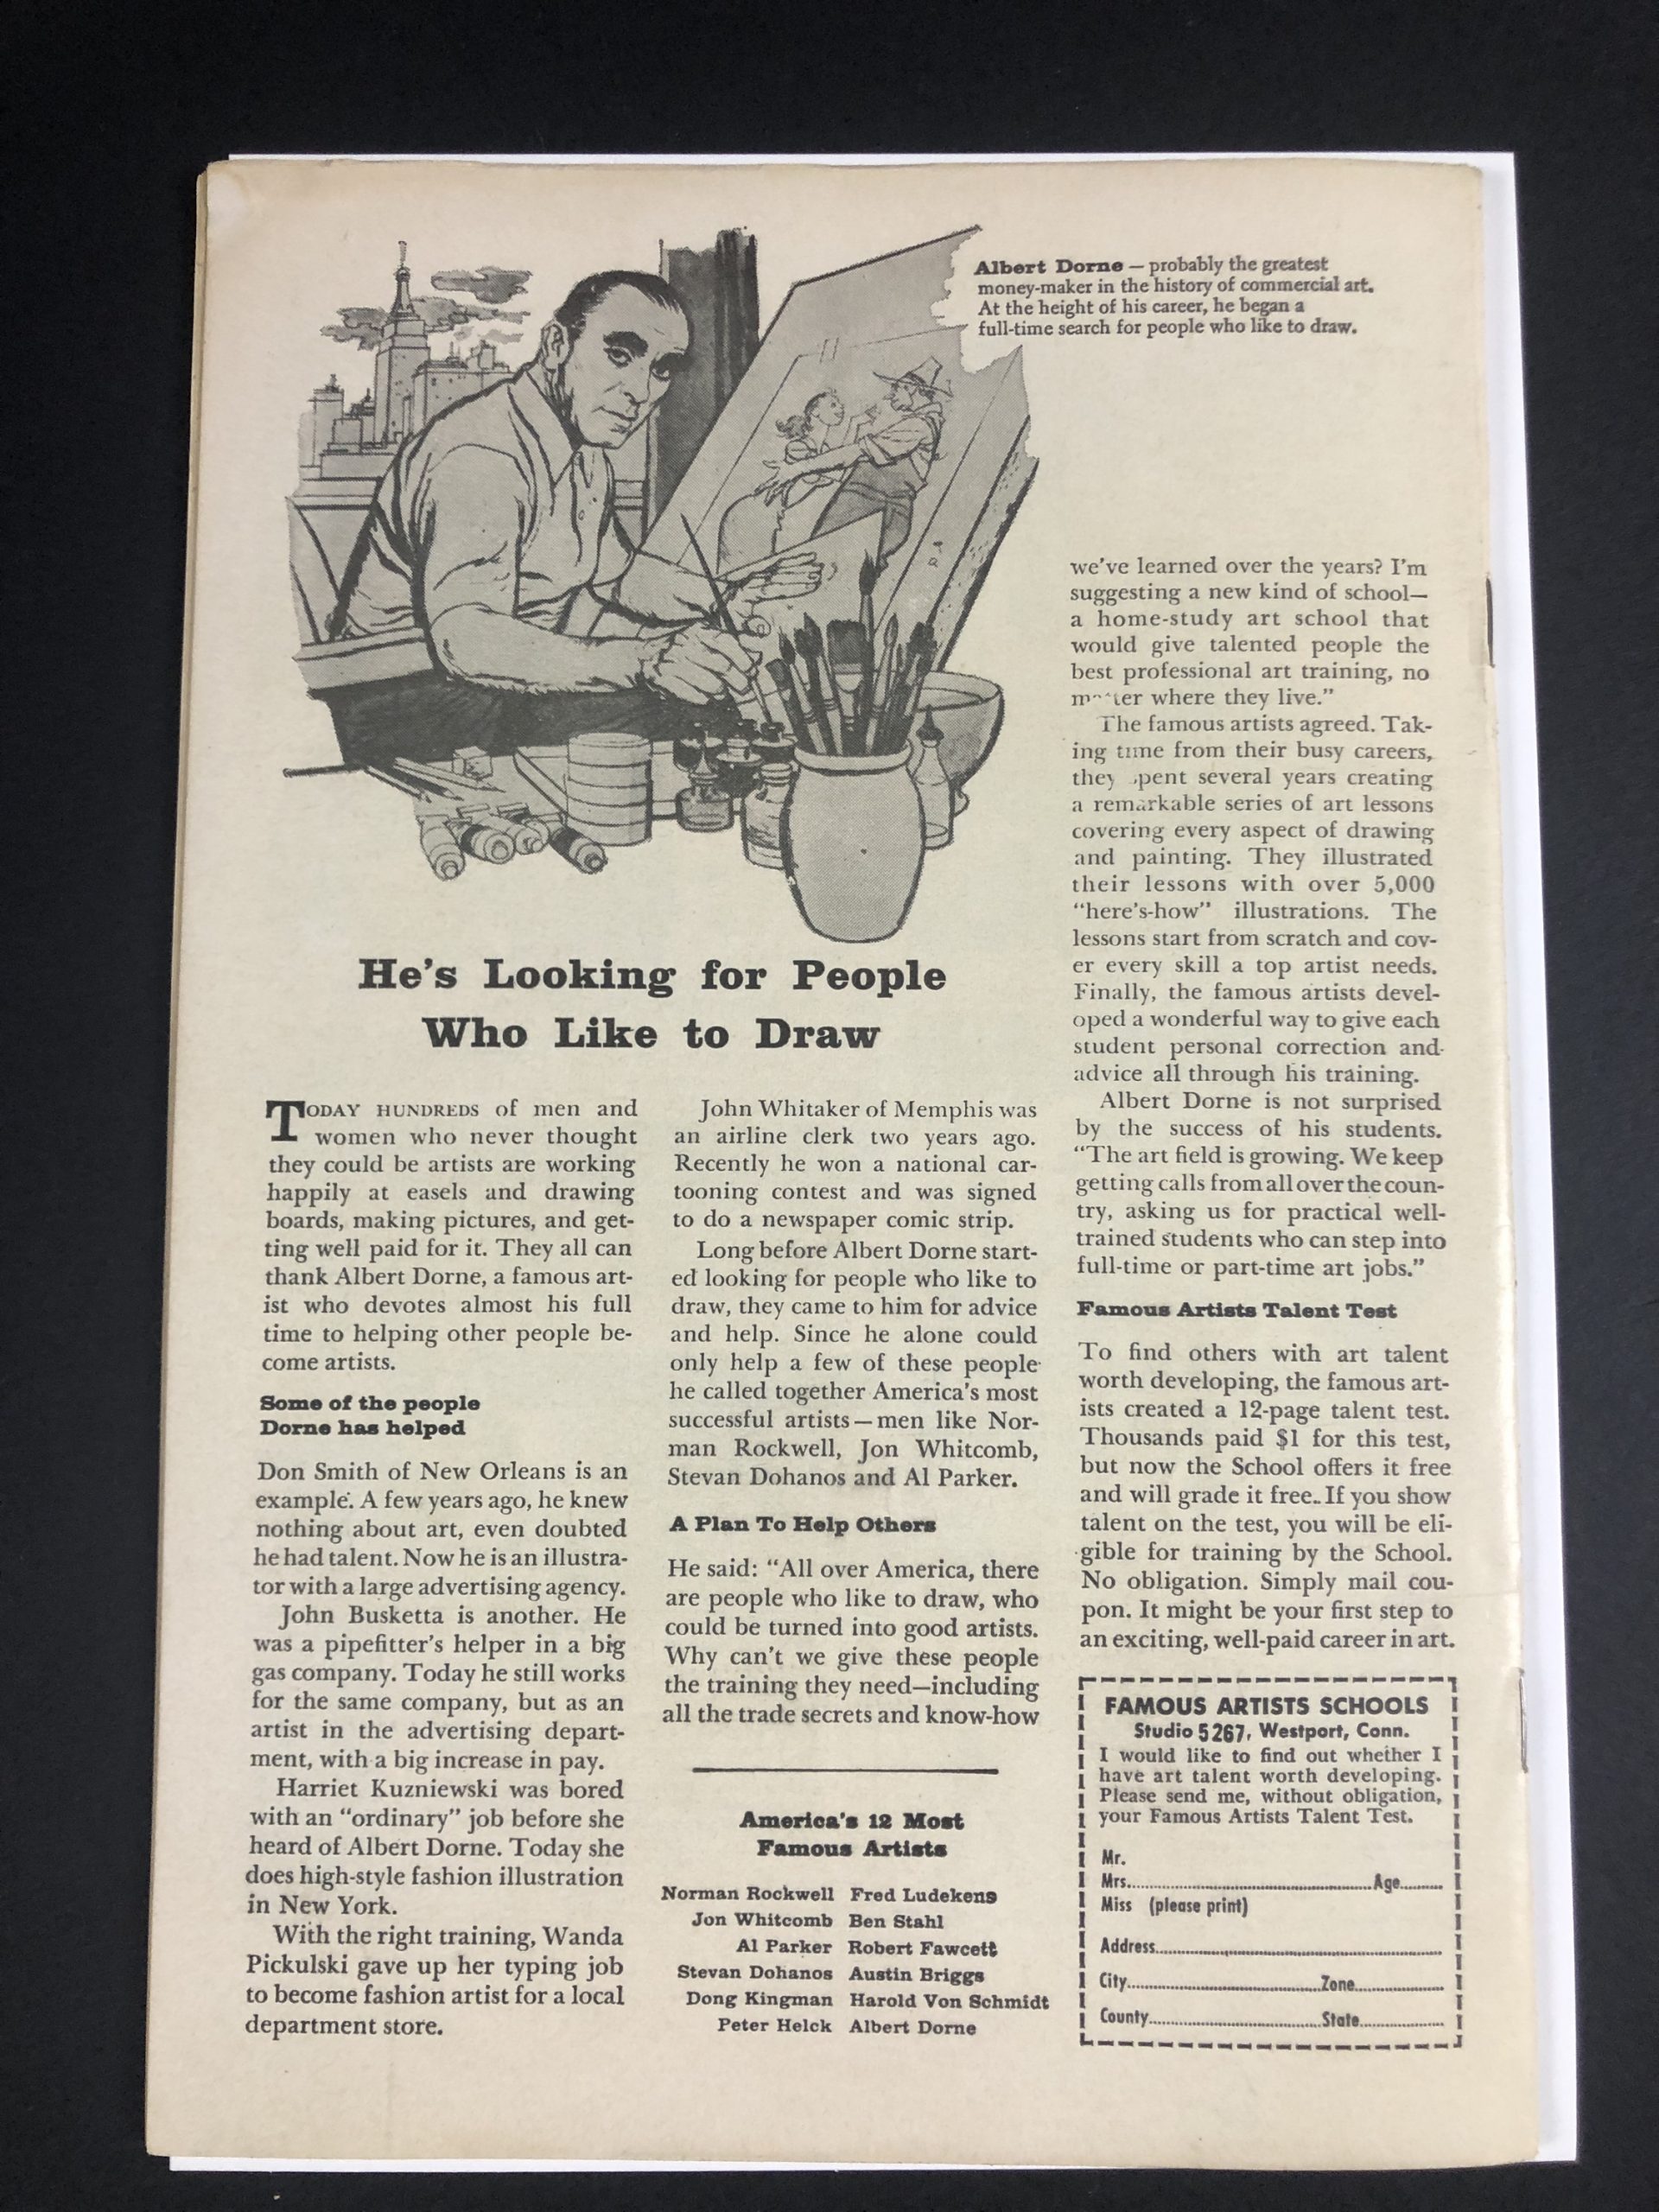 Albert Dorne — probably the greatest
money-maker in the history of commercial art.
At the height of his career, he began a
full-time search for people who like to draw.
He's Looking for People
Who Like to Draw
TODAY HUNDREDS of men and
women who never thought
they could be artists are working
happily at easels and drawing
boards, making pictures, and get-
ting well paid for it. They all can
thank Albert Dorne, a famous art-
ist who devotes almost his full
time to helping other people be-
come artists.
Some of the people
Dorne has helped
Don Smith of New Orleans is an
example. A few years ago, he knew
nothing about art, even doubted
he had talent. Now he is an illustra-
tor with a large advertising agency.
John Busketta is another. He
was a pipefitter's helper in a big
gas company. Today he still works
for the same company, but as an
artist in the advertising depart-
ment, with a big increase in pay.
Harriet Kuzniewski was bored
with an "ordinary" job before she
heard of Albert Dorne. Today she
does high-style fashion illustration
in New York.
With the right training, Wanda
Pickulski gave up her typing job
to become fashion artist for a local
department store.
John Whitaker of Memphis was
an airline clerk two years ago.
Recently he won a national car-
tooning contest and was signed
to do a newspaper comic strip.
Long before Albert Dorne start-
ed looking for people who like to
draw, they came to him for advice
and help. Since he alone could
only help a few of these people
he called together America's most
successful artists—men like Nor-
man Rockwell, Jon Whitcomb,
Stevan Dohanos and Al Parker.
A Plan To Help Others
He said: "All over America, there
are people who like to draw, who
could be turned into good artists.
Why can't we give these people
the training they need—including
all the trade secrets and know-how
America's 12 Most
Famous Artists
Norman Rockwell Fred Ludekens
Jon Whitcomb Ben Stahl
Al Parker Robert Fawcett
Stevan Dohanos Austin Briggs
Dong Kingman Harold Von Schmidt
Peter Helck Albert Dorne
we've learned over the years? I'm
suggesting a new kind of school—
a home-study art school that
would give talented people the
best professional art training, no
matter where they live."
The famous artists agreed. Tak-
ing time from their busy careers,
they spent several years creating
a remarkable series of art lessons
covering every aspect of drawing
and painting. They illustrated
their lessons with over 5,000
"here's-how" illustrations. The
lessons start from scratch and cov-
er every skill a top artist needs.
Finally, the famous artists devel-
oped a wonderful way to give each
student personal correction and
advice all through his training.
Albert Dorne is not surprised
by the success of his students.
"The art field is growing. We keep
getting calls from all over the coun-
try, asking us for practical well-
trained students who can step into
full-time or part-time art jobs."
Famous Artists Talent Test
To find others with art talent
worth developing, the famous art-
ists created a 12-page talent test.
Thousands paid $1 for this test,
but now the School offers it free
and will grade it free. If you show
talent on the test, you will be eli-
gible for training by the School.
No obligation. Simply mail cou-
pon. It might be your first step to
an exciting, well-paid career in art.
FAMOUS ARTISTS SCHOOLS
Studio 5267, Westport, Conn.
I would like to find out whether I
have art talent worth developing.
Please send me, without obligation,
your Famous Artists Talent Test.
Mr.
Mrs. Age
Miss (please print)
Address
City Zone
County State